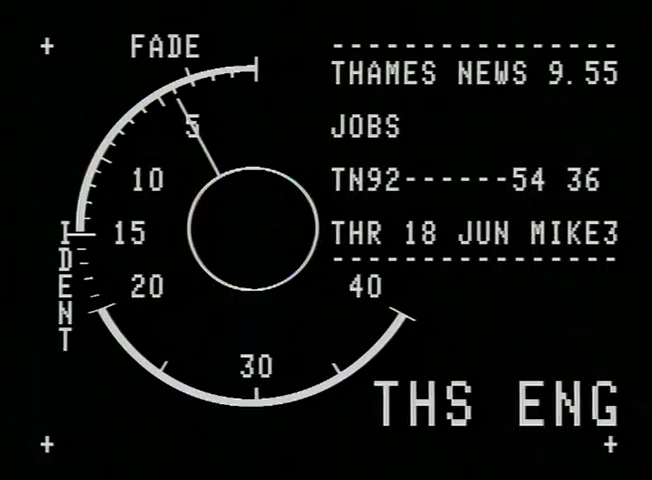 + FADE
----------------
THAMES NEWS 9.55
5
JOBS
10
TN92------54 36
15
THR 18 JUN MIKE3
----------------
IDENT
20
40
30
THS ENG
+ +